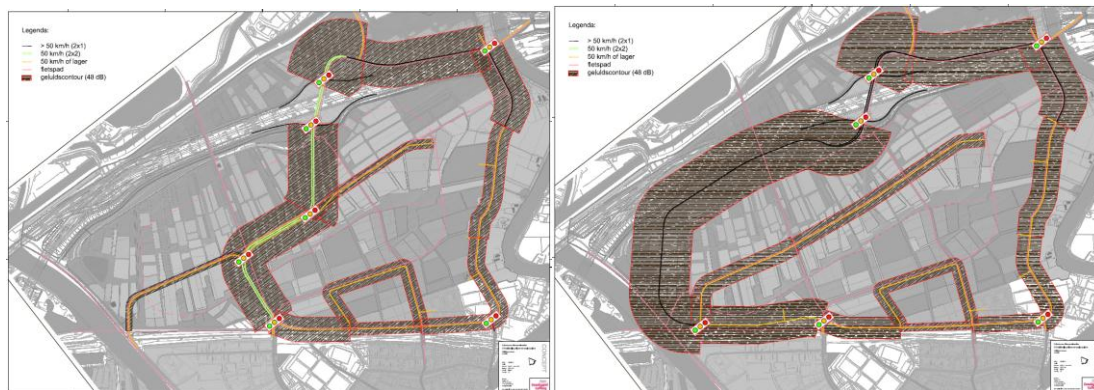 Legenda:
> 50 km/h (2x1)
50 km/h (2x2)
50 km/h of lager
fietspad
geluidscontour (48 dB)
Legenda:
> 50 km/h (2x1)
50 km/h (2x2)
50 km/h of lager
fietspad
geluidscontour (48 dB)